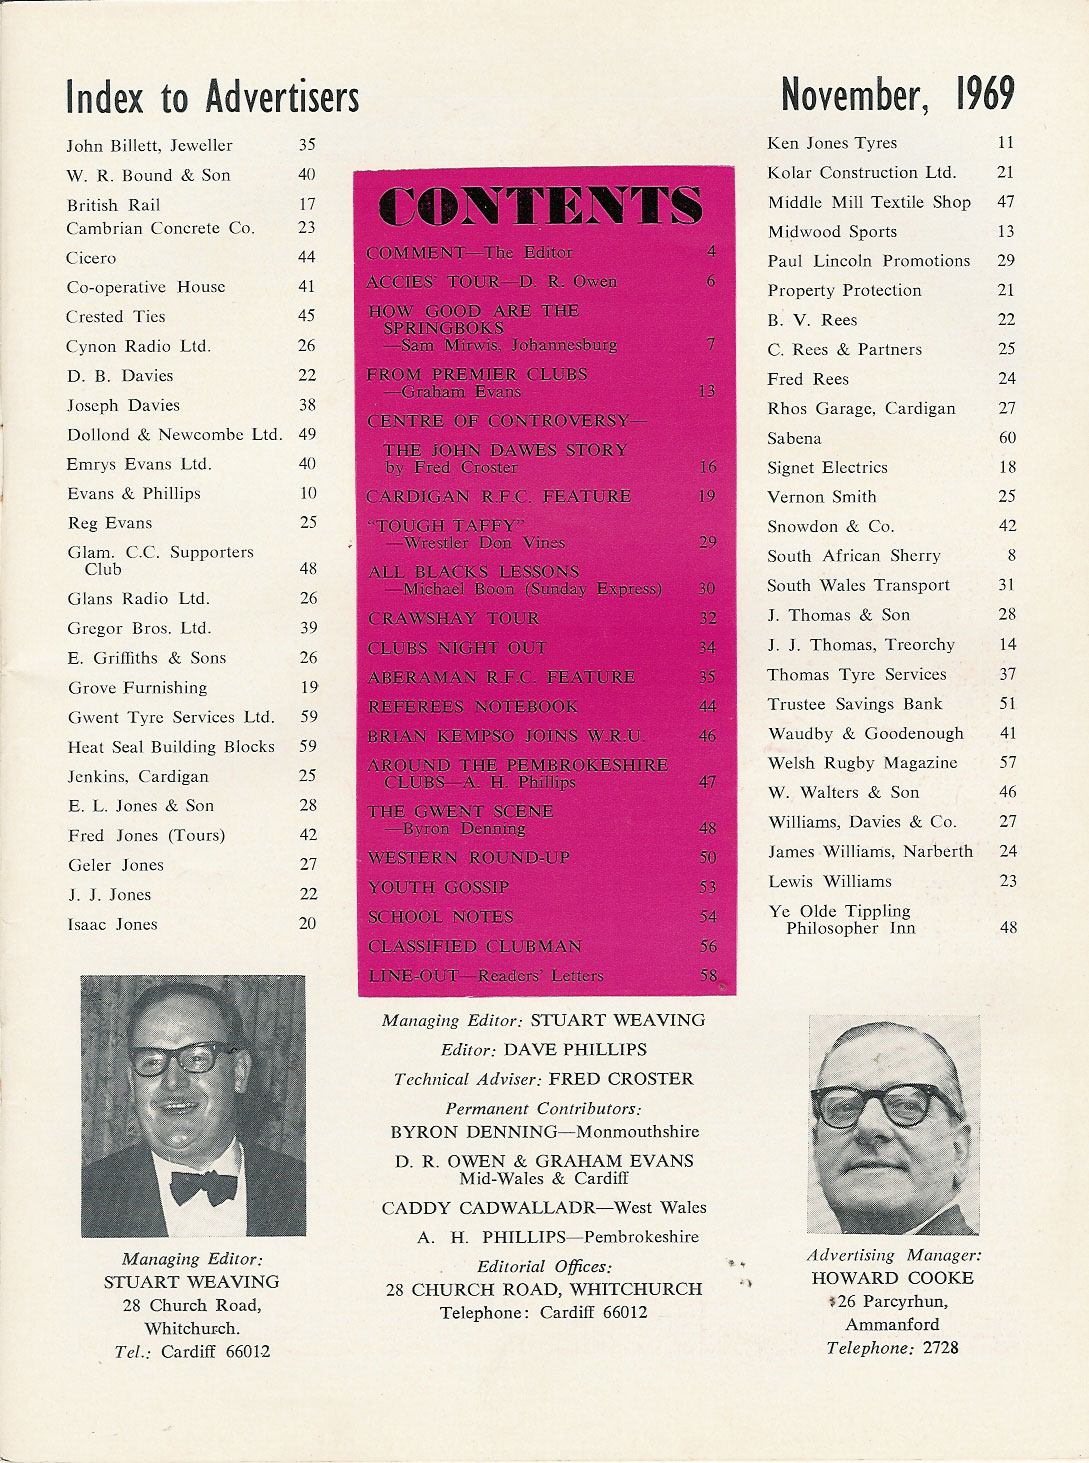 Index to Advertisers
John Billett, Jeweller 35
W. R. Bound & Son 40
British Rail 17
Cambrian Concrete Co. 23
Cicero 44
Co-operative House 41
Crested Ties 45
Cynon Radio Ltd. 26
D. B. Davies 22
Joseph Davies 38
Dollond & Newcombe Ltd. 49
Emrys Evans Ltd. 40
Evans & Phillips 10
Reg Evans 25
Glam. C.C. Supporters
Club 48
Glans Radio Ltd. 26
Gregor Bros. Ltd. 39
E. Griffiths & Sons 26
Grove Furnishing 19
Gwent Tyre Services Ltd. 59
Heat Seal Building Blocks 59
Jenkins, Cardigan 25
E. L. Jones & Son 28
Fred Jones (Tours) 42
Geler Jones 27
J. J. Jones 22
Isaac Jones 20
Managing Editor:
STUART WEAVING
28 Church Road,
Whitchurch.
Tel.: Cardiff 66012
CONTENTS
COMMENT—The Editor 4
ACCIES' TOUR—D. R. Owen 6
HOW GOOD ARE THE
SPRINGBOKS
—Sam Mirwis, Johannesburg 7
FROM PREMIER CLUBS
—Graham Evans 13
CENTRE OF CONTROVERSY—
THE JOHN DAWES STORY
by Fred Croster 16
CARDIGAN R.F.C. FEATURE 19
"TOUGH TAFFY"
—Wrestler Don Vines 29
ALL BLACKS LESSONS
—Michael Boon (Sunday Express) 30
CRAWSHAY TOUR 32
CLUBS NIGHT OUT 34
ABERAMAN R.F.C. FEATURE 35
REFEREES NOTEBOOK 44
BRIAN KEMPSO JOINS W.R.U. 46
AROUND THE PEMBROKESHIRE
CLUBS—A. H. Phillips 47
THE GWENT SCENE
—Byron Denning 48
WESTERN ROUND-UP 50
YOUTH GOSSIP 53
SCHOOL NOTES 54
CLASSIFIED CLUBMAN 56
LINE-OUT—Readers' Letters 58
Managing Editor: STUART WEAVING
Editor: DAVE PHILLIPS
Technical Adviser: FRED CROSTER
Permanent Contributors:
BYRON DENNING—Monmouthshire
D. R. OWEN & GRAHAM EVANS
Mid-Wales & Cardiff
CADDY CADWALLADR—West Wales
A. H. PHILLIPS—Pembrokeshire
Editorial Offices:
28 CHURCH ROAD, WHITCHURCH
Telephone: Cardiff 66012
November, 1969
Ken Jones Tyres 11
Kolar Construction Ltd. 21
Middle Mill Textile Shop 47
Midwood Sports 13
Paul Lincoln Promotions 29
Property Protection 21
B. V. Rees 22
C. Rees & Partners 25
Fred Rees 24
Rhos Garage, Cardigan 27
Sabena 60
Signet Electrics 18
Vernon Smith 25
Snowdon & Co. 42
South African Sherry 8
South Wales Transport 31
J. Thomas & Son 28
J. J. Thomas, Treorchy 14
Thomas Tyre Services 37
Trustee Savings Bank 51
Waudby & Goodenough 41
Welsh Rugby Magazine 57
W. Walters & Son 46
Williams, Davies & Co. 27
James Williams, Narberth 24
Lewis Williams 23
Ye Olde Tippling
Philosopher Inn 48
Advertising Manager:
HOWARD COOKE
26 Parcyrhun,
Ammanford
Telephone: 2728